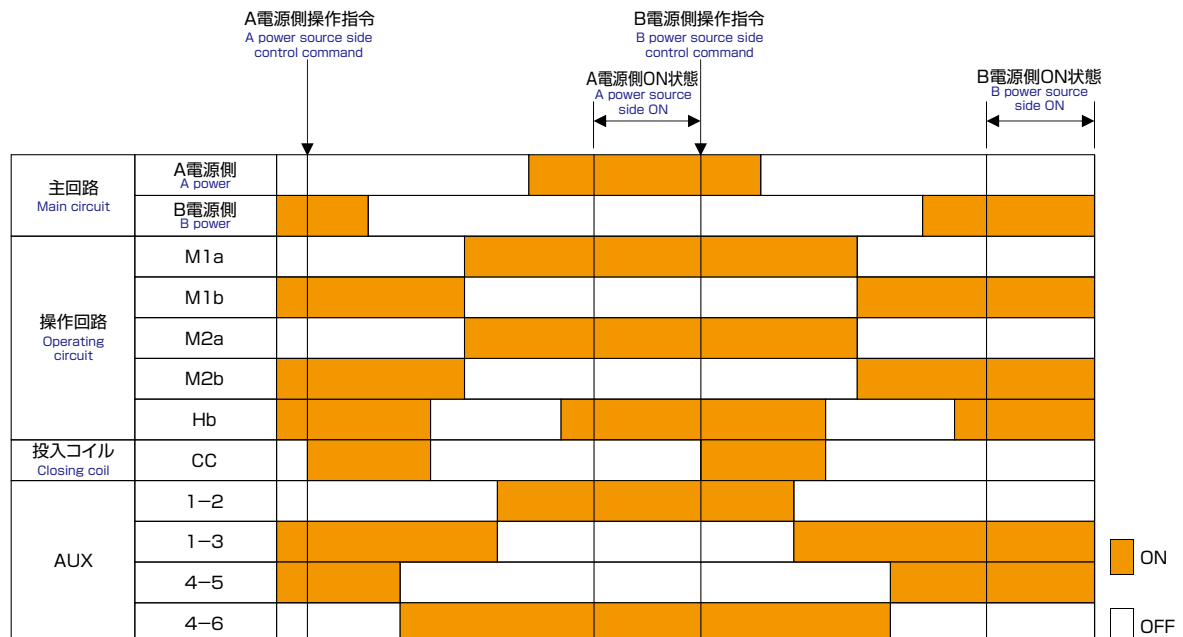 A電源側操作指令
A power source side
control command
B電源側操作指令
B power source side
control command
A電源側ON状態
A power source
side ON
B電源側ON状態
B power source
side ON
主回路
Main circuit
A電源側
A power
B電源側
B power
操作回路
Operating
circuit
M1a
M1b
M2a
M2b
Hb
投入コイル
Closing coil
CC
AUX
1−2
1−3
4−5
4−6
ON
OFF